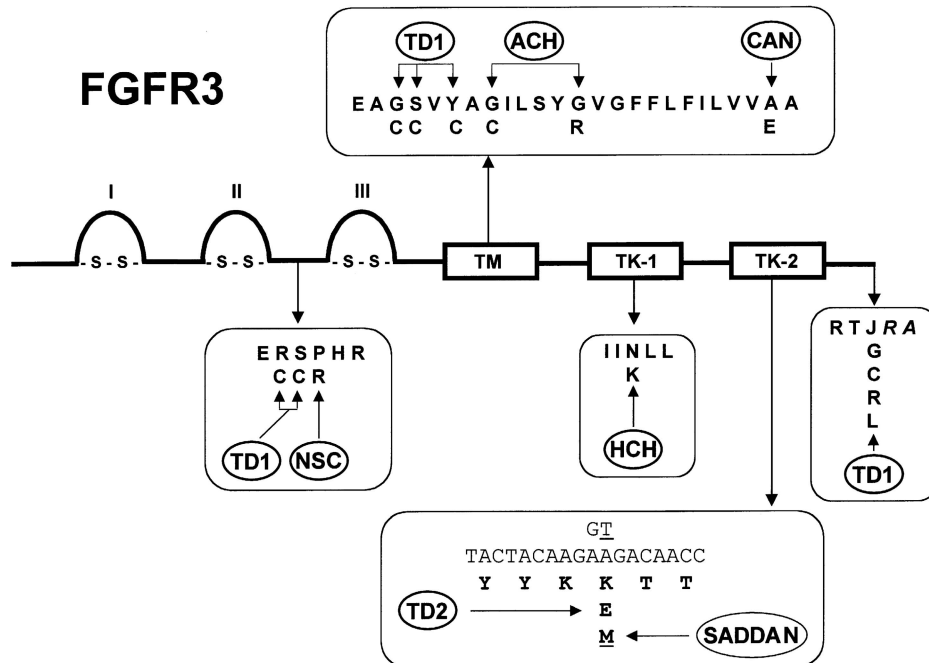 FGFR3
TD1 ACH CAN
E A G S V Y A G I L S Y G V G F F L F I L V V A A
C C C C R E
I II III
- S - S - - S - S - - S - S -
TM TK-1 TK-2
E R S P H R
C C R
TD1 NSC
I I N L L
K
HCH
R T J R A
G
C
R
L
TD1
GT
TACTACAAGAAGACAACC
Y Y K K T T
TD2 E
M SADDAN